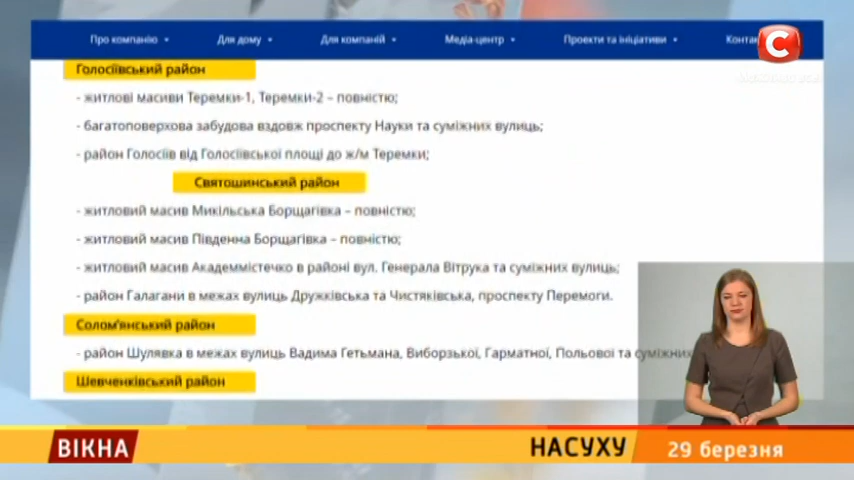 Про компанію Для дому Для компаній Медіа-центр Проекти та ініціативи
Голосіївський район
- житлові масиви Теремки-1, Теремки-2 – повністю;
- багатоповерхова забудова вздовж проспекту Науки та суміжних вулиць;
- район Голосіїв від Голосіївської площі до ж/м Теремки;
Святошинський район
- житловий масив Микільська Борщагівка – повністю;
- житловий масив Південна Борщагівка – повністю;
- житловий масив Академмістечко в районі вул. Генерала Вітрука та суміжних вулиць;
- район Галагани в межах вулиць Дружківська та Чистяківська, проспекту Перемоги.
Солом'янський район
- район Шулявка в межах вулиць Вадима Гетьмана, Виборзької, Гарматної, Польової та суміжних
Шевченківський район
ВІКНА
НАСУХУ
29 березня